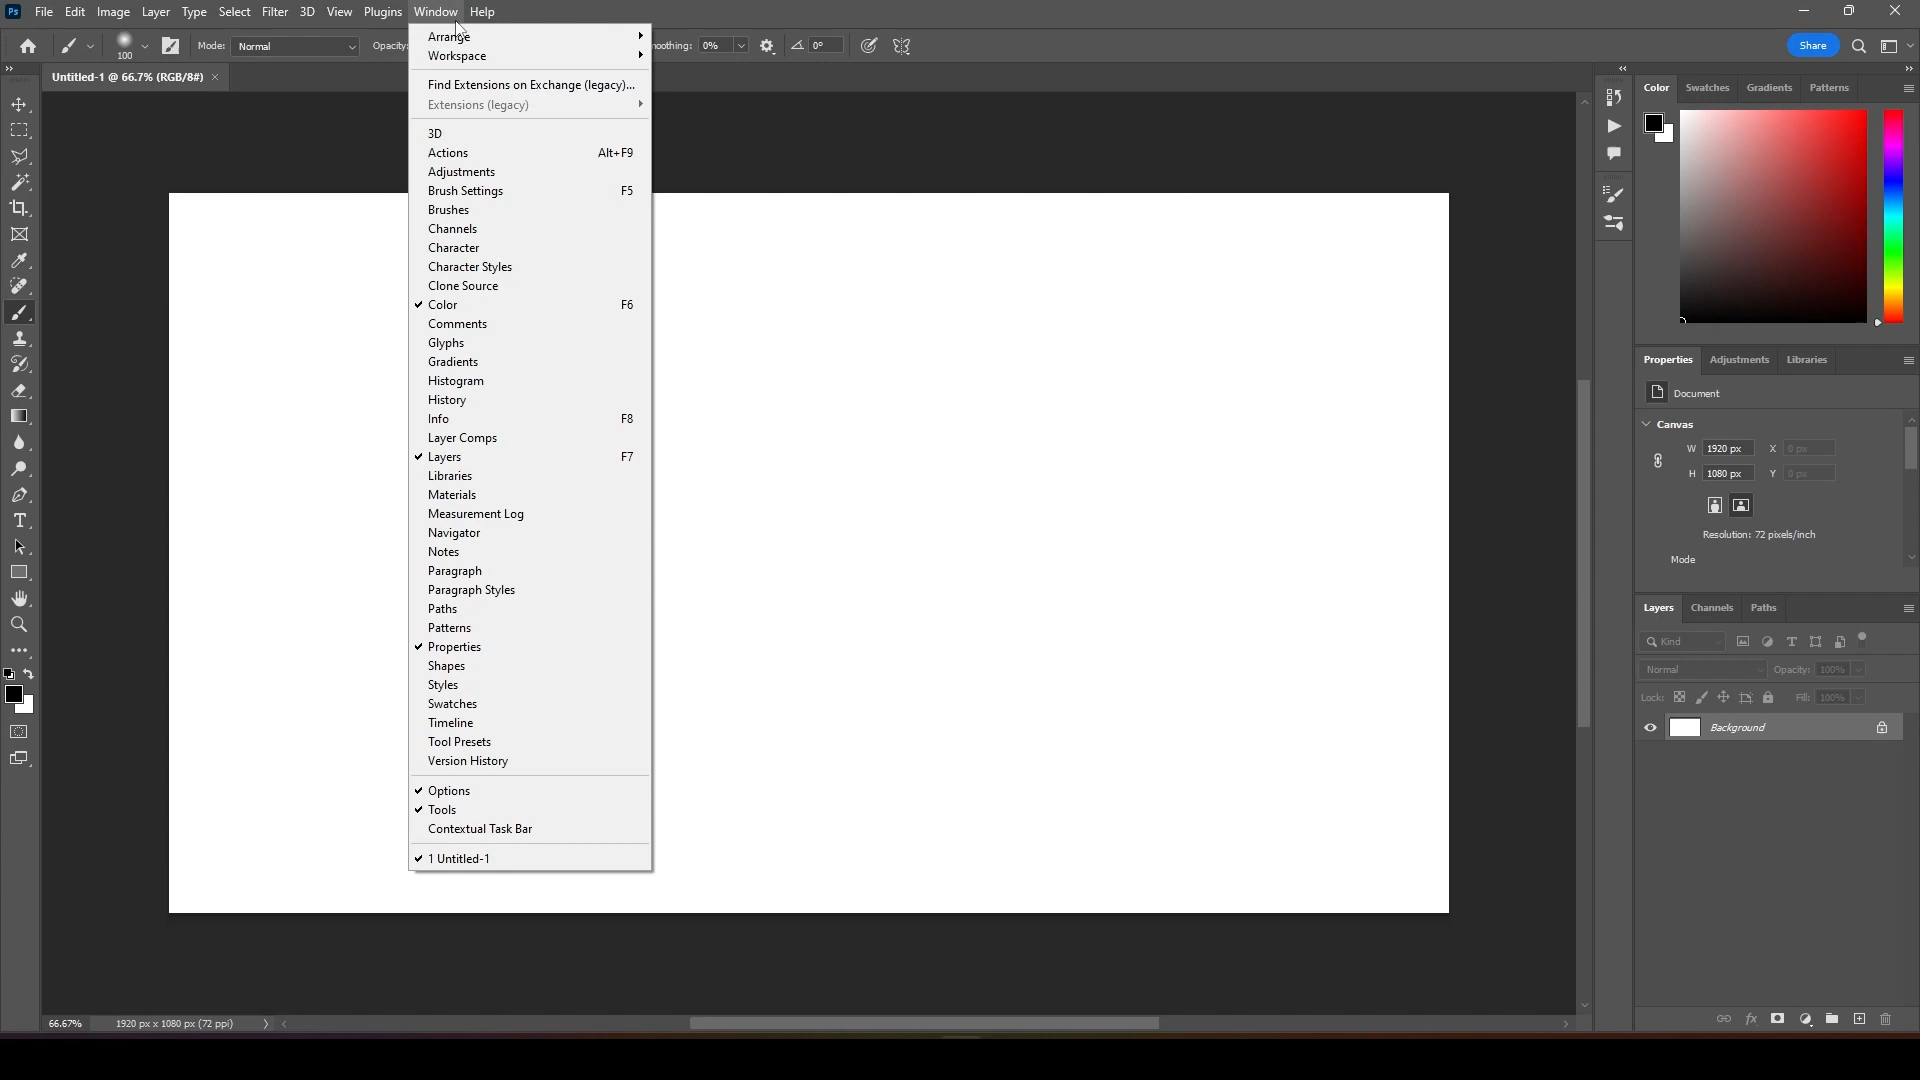 Ps File Edit Image Layer Type Select Filter 3D View Plugins Window Help
100 Mode: Normal Opacity: moothing: 0% 0° Share
Untitled-1 @ 66.7% (RGB/8#)
Arrange
Workspace
Find Extensions on Exchange (legacy)...
Extensions (legacy)
3D
Actions Alt+F9
Adjustments
Brush Settings F5
Brushes
Channels
Character
Character Styles
Clone Source
Color F6
Comments
Glyphs
Gradients
Histogram
History
Info F8
Layer Comps
Layers F7
Libraries
Materials
Measurement Log
Navigator
Notes
Paragraph
Paragraph Styles
Paths
Patterns
Properties
Shapes
Styles
Swatches
Timeline
Tool Presets
Version History
Options
Tools
Contextual Task Bar
1 Untitled-1
Color Swatches Gradients Patterns
Properties Adjustments Libraries
Document
Canvas
W 1920 px X 0 px
H 1080 px Y 0 px
Resolution: 72 pixels/inch
Mode
Layers Channels Paths
Kind
Normal Opacity: 100%
Lock: Fill: 100%
Background
fx
66.67% 1920 px x 1080 px (72 ppi)